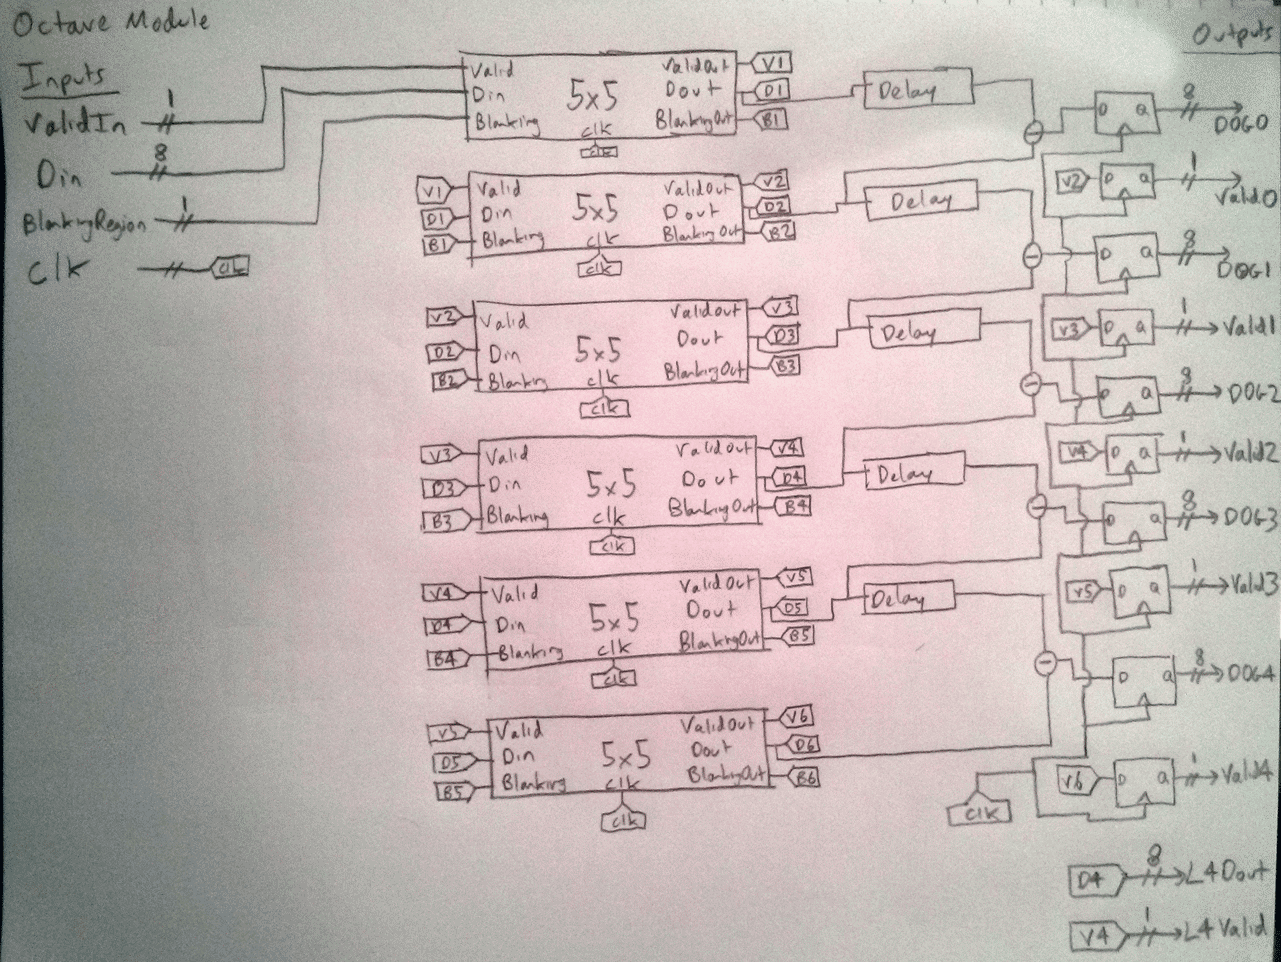 Octave Module
Outputs
Inputs
ValidIn 1
Din 8
BlankingRegion 1
Clk clk
Valid 5x5 ValidOut V1
Din Dout D1 Delay
Blanking clk BlankingOut B1
clk
D Q 8 DOG0
V1 Valid 5x5 ValidOut V2
D1 Din Dout D2 Delay
B1 Blanking clk BlankingOut B2
clk
V2 D Q 1 Valid0
D Q 8 DOG1
V2 Valid 5x5 Validout V3
D2 Din Dout D3 Delay
B2 Blanking clk BlankingOut B3
clk
V3 D Q 1 Valid1
D Q 8 DOG2
V3 Valid 5x5 ValidOut V4
D3 Din Dout D4 Delay
B3 Blanking clk BlankingOut B4
clk
V4 D Q 1 Valid2
D Q 8 DOG3
V4 Valid 5x5 ValidOut V5
D4 Din Dout D5 Delay
B4 Blanking clk BlankingOut B5
clk
V5 D Q 1 Valid3
D Q 8 DOG4
V5 Valid 5x5 ValidOut V6
D5 Din Dout D6
B5 Blanking clk BlankingOut B6
clk
clk
V6 D Q 1 Valid4
D4 8 L4Dout
V4 1 L4Valid